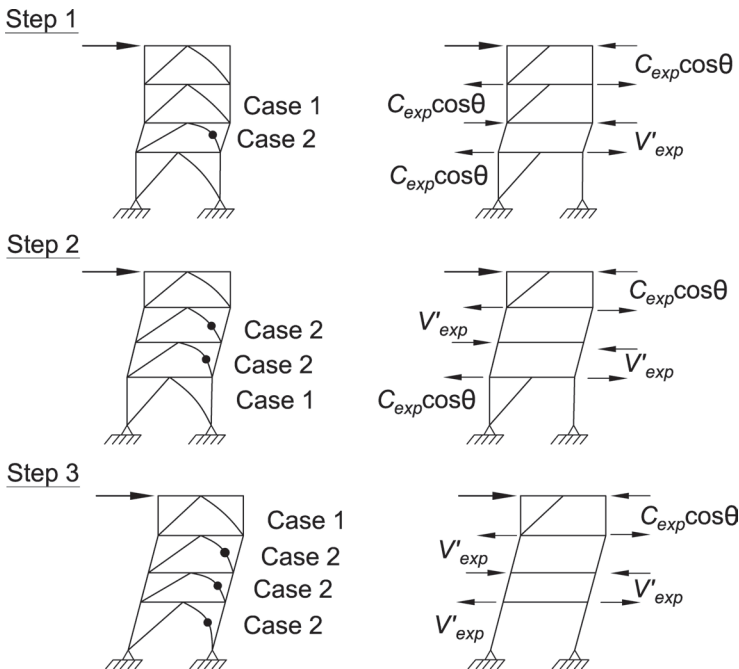 Step 1
Case 1
Case 2
C_exp cosθ
C_exp cosθ
V'_exp
C_exp cosθ
Step 2
Case 2
Case 2
Case 1
C_exp cosθ
V'_exp
V'_exp
C_exp cosθ
Step 3
Case 1
Case 2
Case 2
Case 2
C_exp cosθ
V'_exp
V'_exp
V'_exp